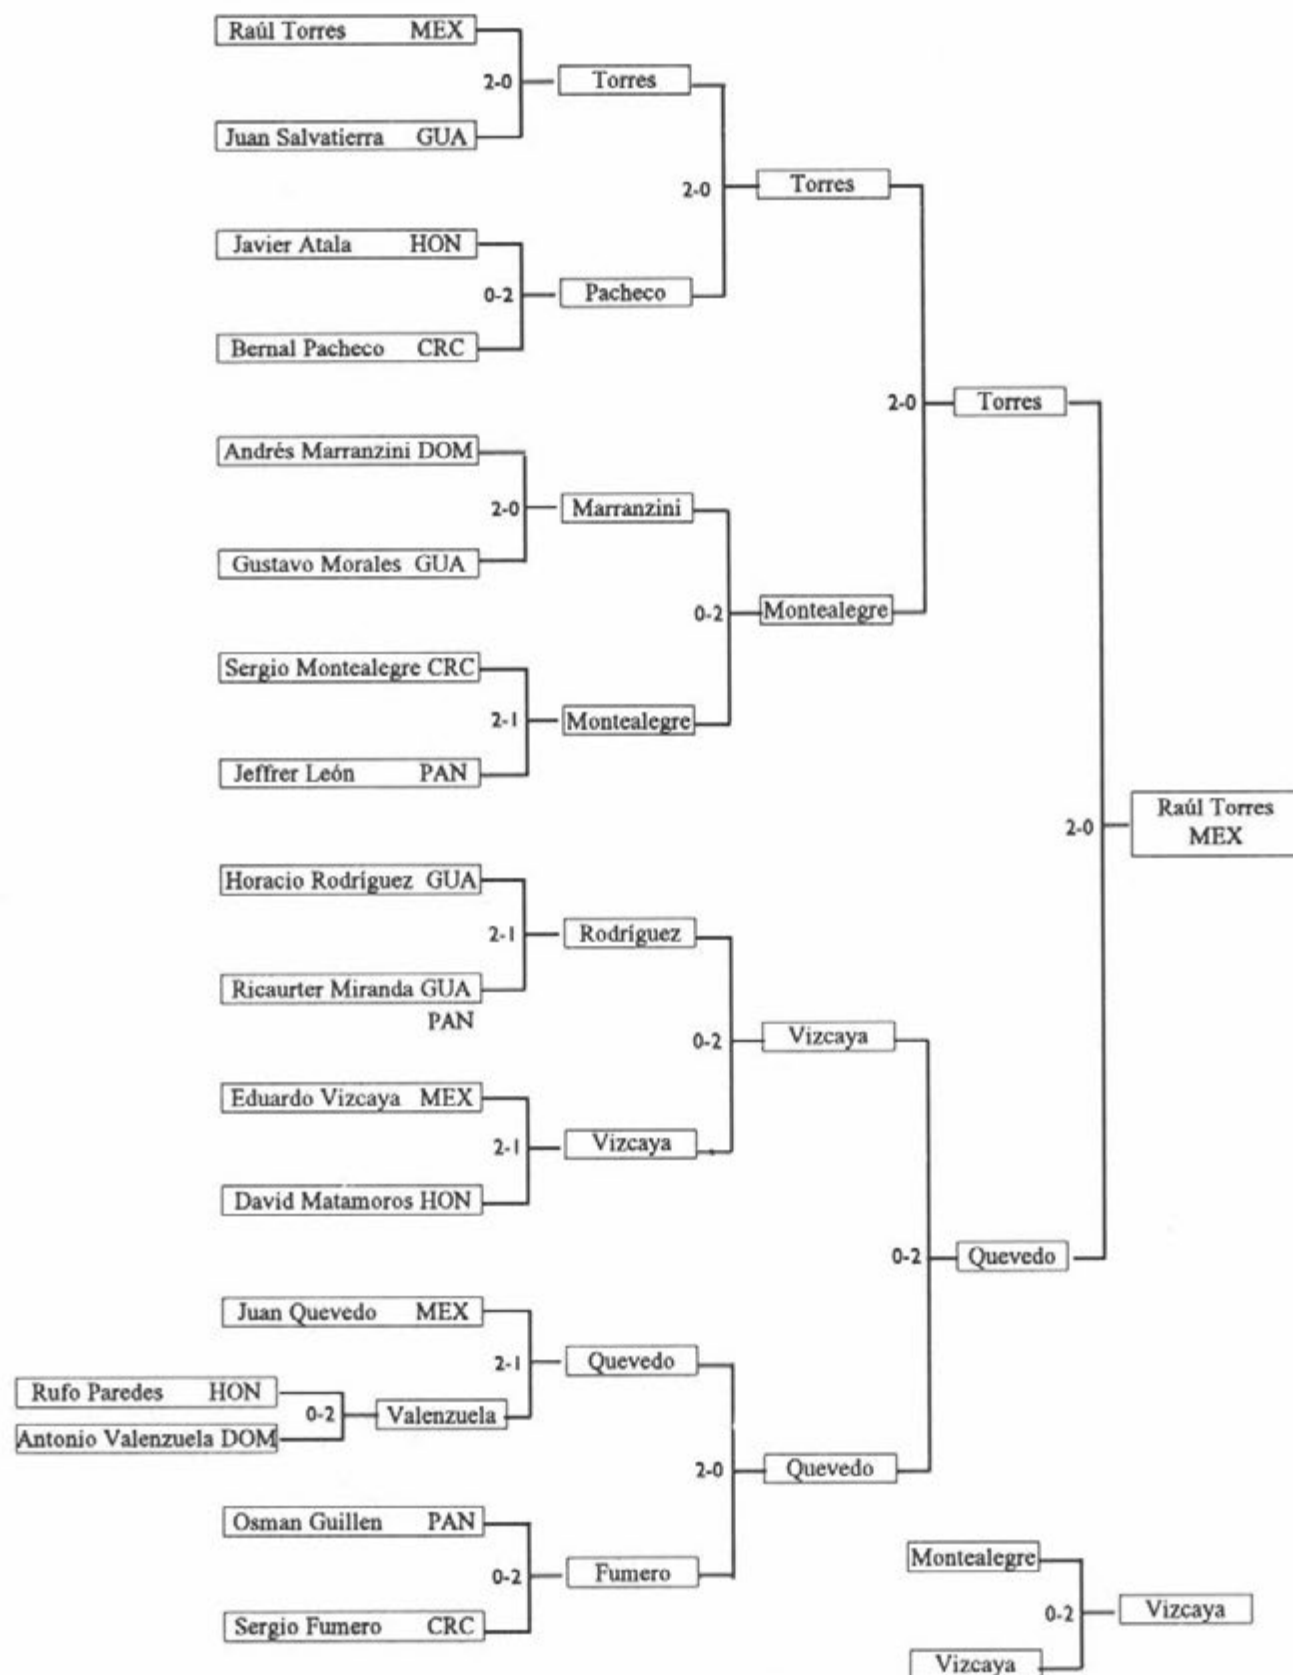 Raúl Torres MEX
2-0
Torres
Juan Salvatierra GUA
2-0
Torres
Javier Atala HON
0-2
Pacheco
Bernal Pacheco CRC
2-0
Torres
Andrés Marranzini DOM
2-0
Marranzini
Gustavo Morales GUA
0-2
Montealegre
Sergio Montealegre CRC
2-1
Montealegre
Jeffrer León PAN
2-0
Raúl Torres
MEX
Horacio Rodríguez GUA
2-1
Rodríguez
Ricaurter Miranda GUA
PAN
0-2
Vizcaya
Eduardo Vizcaya MEX
2-1
Vizcaya
David Matamoros HON
0-2
Quevedo
Juan Quevedo MEX
2-1
Quevedo
Rufo Paredes HON
0-2
Valenzuela
Antonio Valenzuela DOM
2-0
Quevedo
Osman Guillen PAN
0-2
Fumero
Sergio Fumero CRC
Montealegre
0-2
Vizcaya
Vizcaya